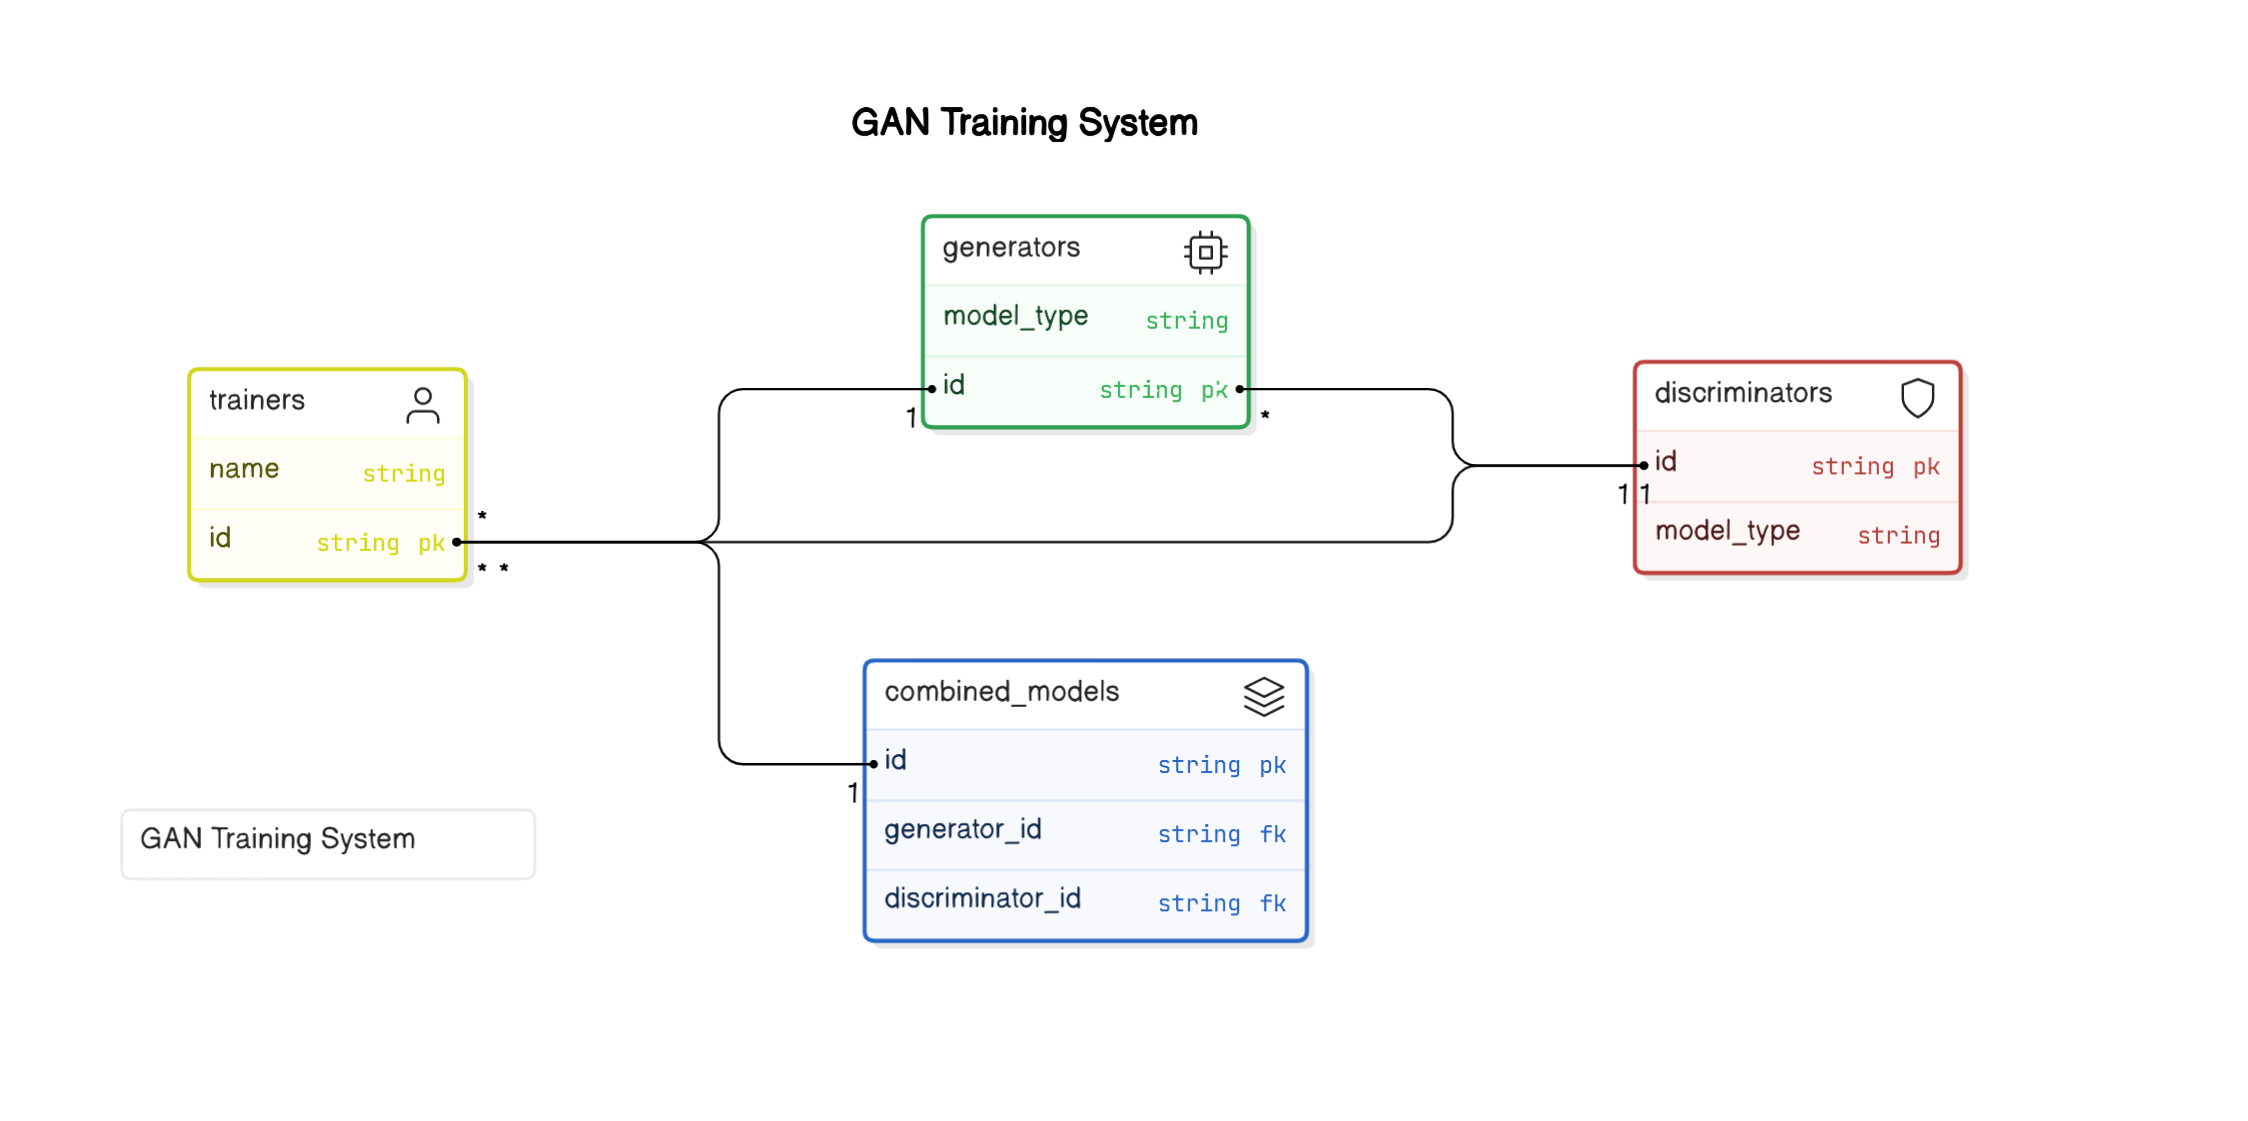 GAN Training System
generators
model_type string
id string pk
1
*
trainers
name string
id string pk
*
* *
discriminators
id string pk
1 1
model_type string
combined_models
id string pk
1
generator_id string fk
discriminator_id string fk
GAN Training System